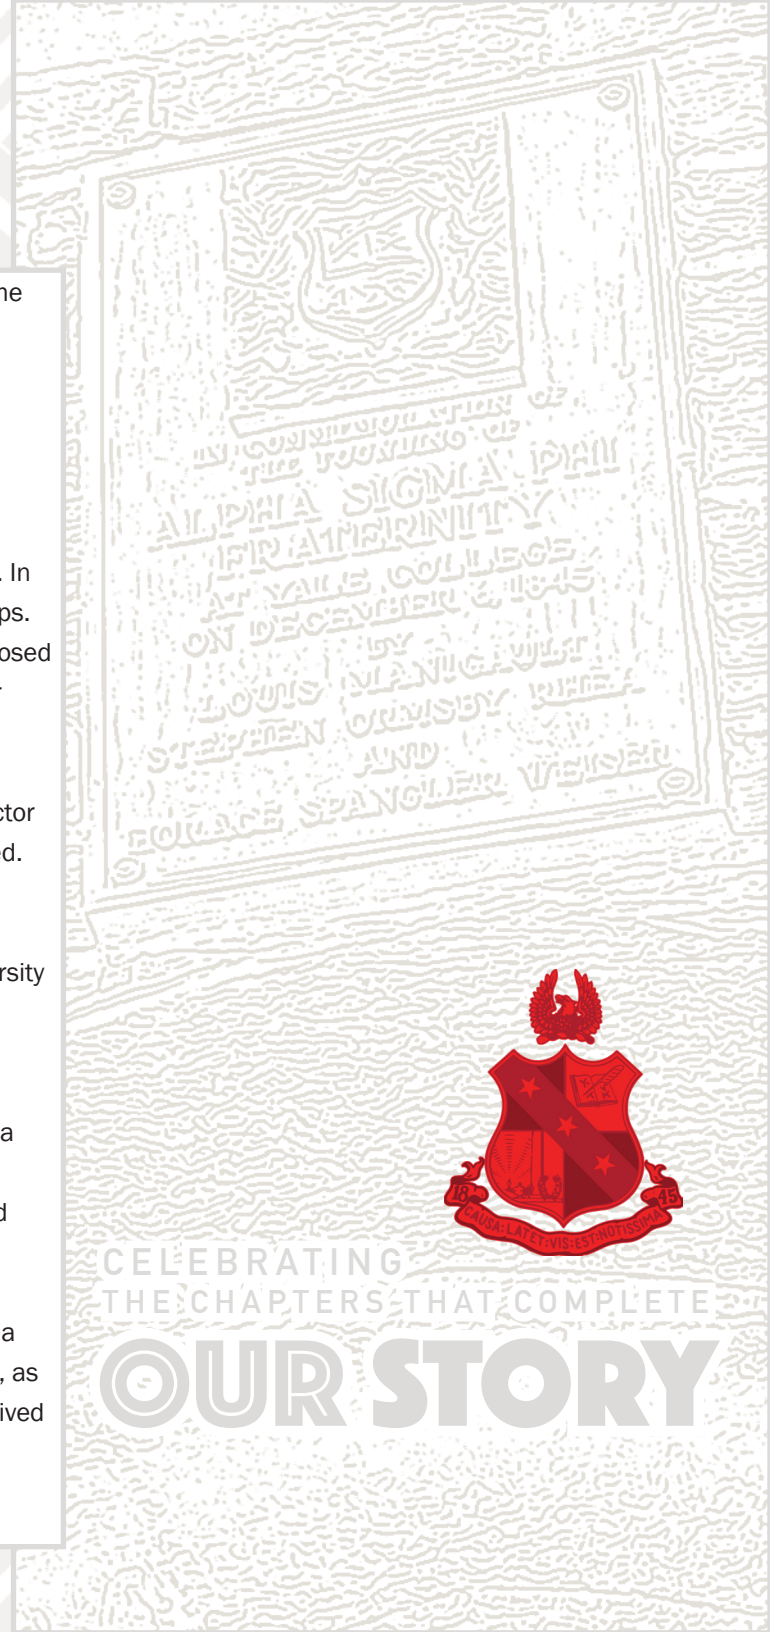 ne
. In
ps.
osed
ctor
ed.
rsity
a
d
a
, as
ived
IN COMMEMORATION OF
THE FOUNDING OF
ALPHA SIGMA PHI
FRATERNITY
AT YALE COLLEGE
ON DECEMBER 6, 1845
BY
LOUIS MANIGAULT
STEPHEN ORMSBY RHEA
AND
HORACE SPANGLER WEISER
18 45
CAUSA:LATET:VIS:EST:NOTISSIMA
CELEBRATING
THE CHAPTERS THAT COMPLETE
OUR STORY